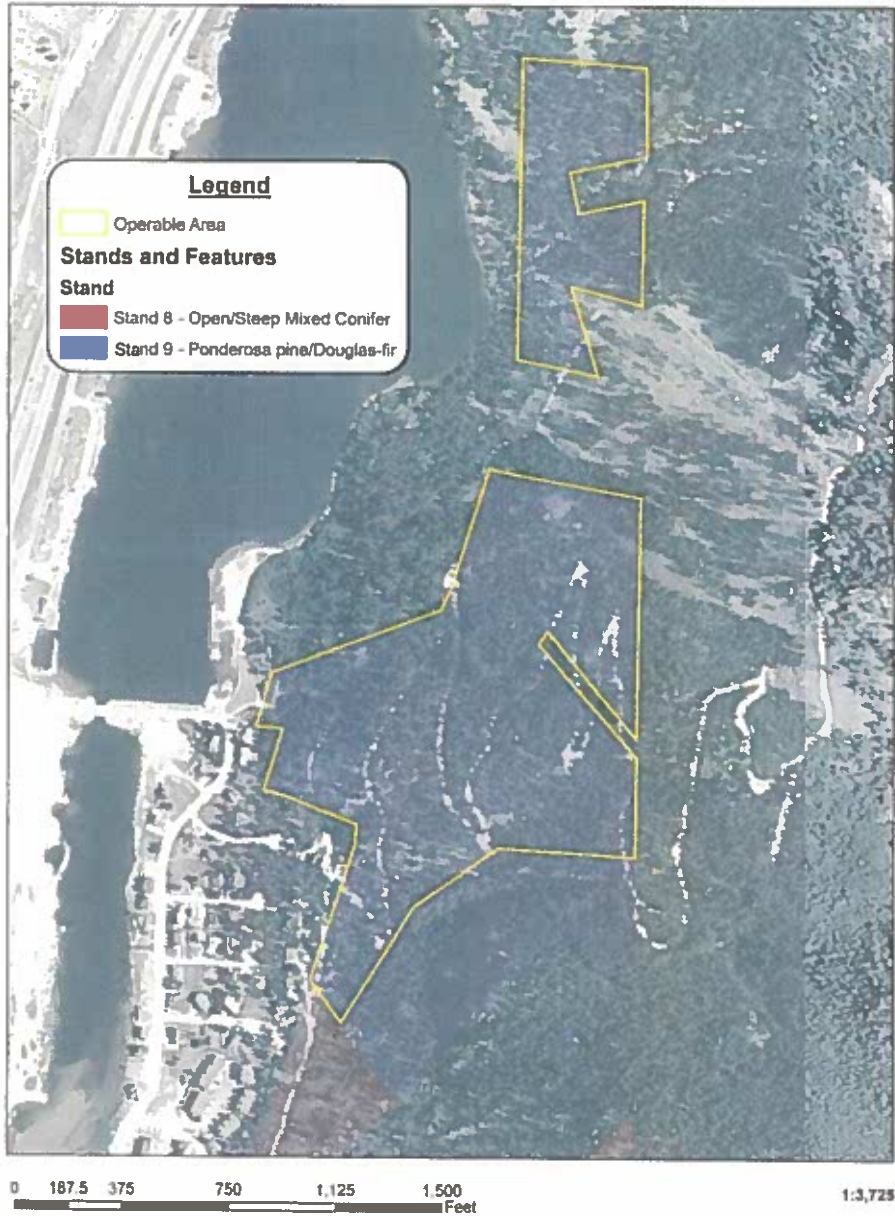 Legend
Operable Area
Stands and Features
Stand
Stand 8 - Open/Steep Mixed Conifer
Stand 9 - Ponderosa pine/Douglas-fir
0 187.5 375 750 1,125 1,500
Feet
1:3,728